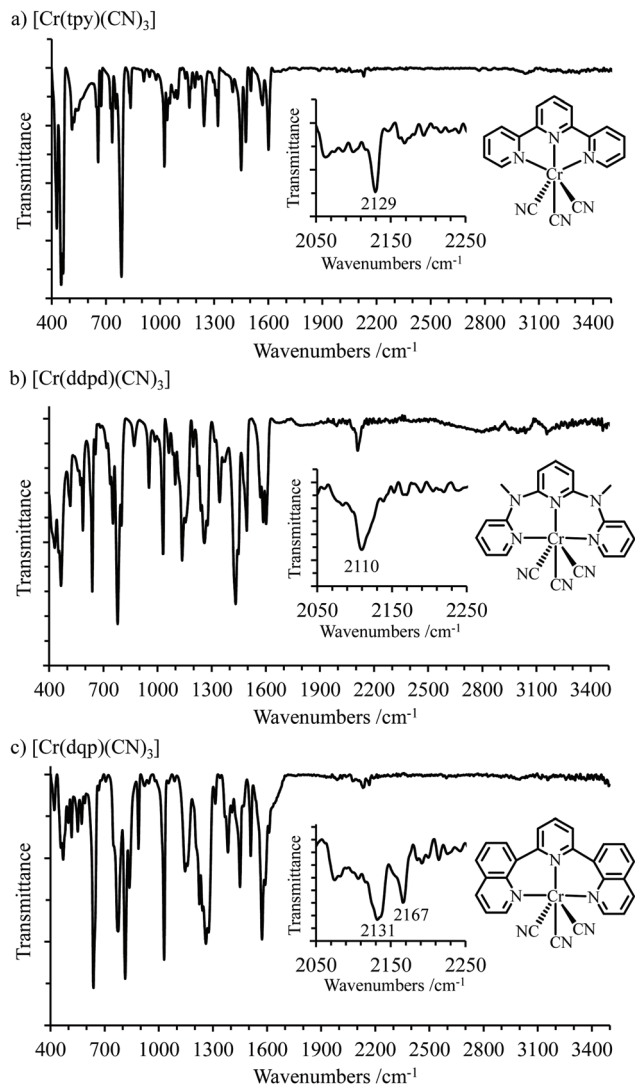 a) [Cr(tpy)(CN)₃]
Transmittance
Transmittance
2129
2050 2150 2250
Wavenumbers /cm⁻¹
N
N N
Cr
NC CN
CN
400 700 1000 1300 1600 1900 2200 2500 2800 3100 3400
Wavenumbers /cm⁻¹
b) [Cr(ddpd)(CN)₃]
Transmittance
Transmittance
2110
2050 2150 2250
Wavenumbers /cm⁻¹
N N N
N Cr N
NC CN
CN
400 700 1000 1300 1600 1900 2200 2500 2800 3100 3400
Wavenumbers /cm⁻¹
c) [Cr(dqp)(CN)₃]
Transmittance
Transmittance
2131 2167
2050 2150 2250
Wavenumbers /cm⁻¹
N
N Cr N
NC CN
CN
400 700 1000 1300 1600 1900 2200 2500 2800 3100 3400
Wavenumbers /cm⁻¹